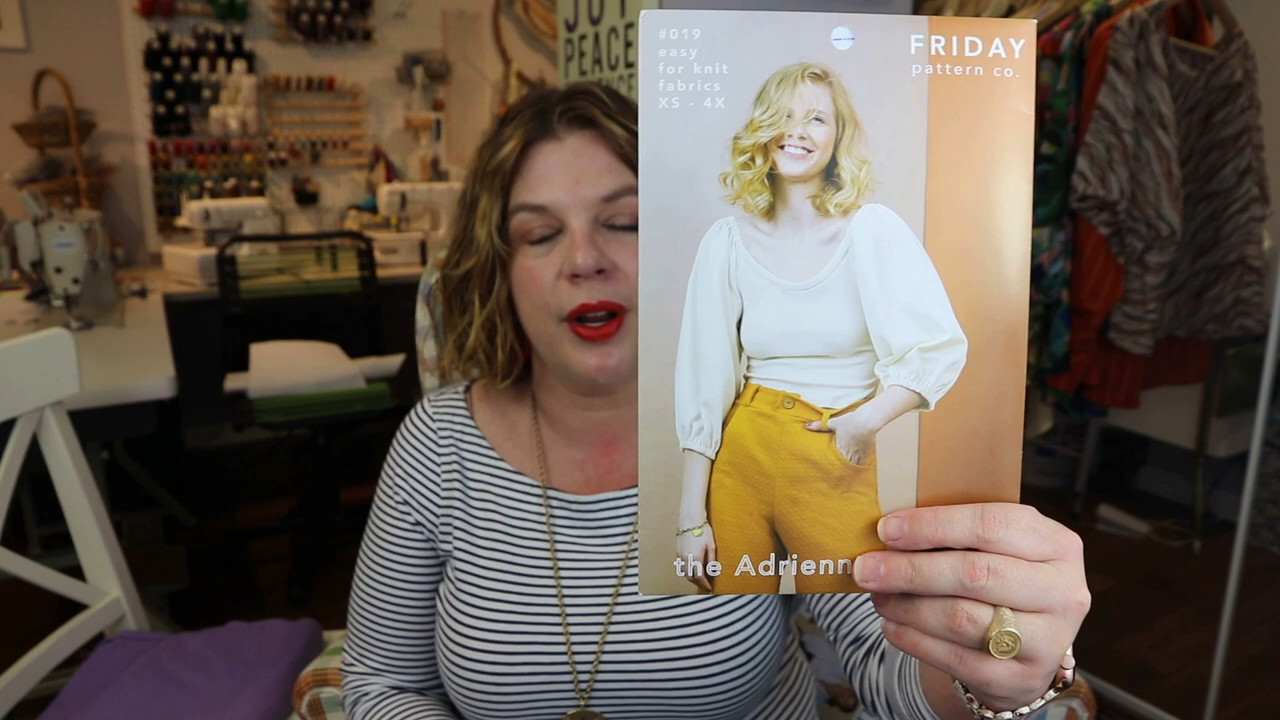 JOY
PEACE
#019
easy
for knit
fabrics
XS - 4X
FRIDAY
pattern co.
the Adrienn